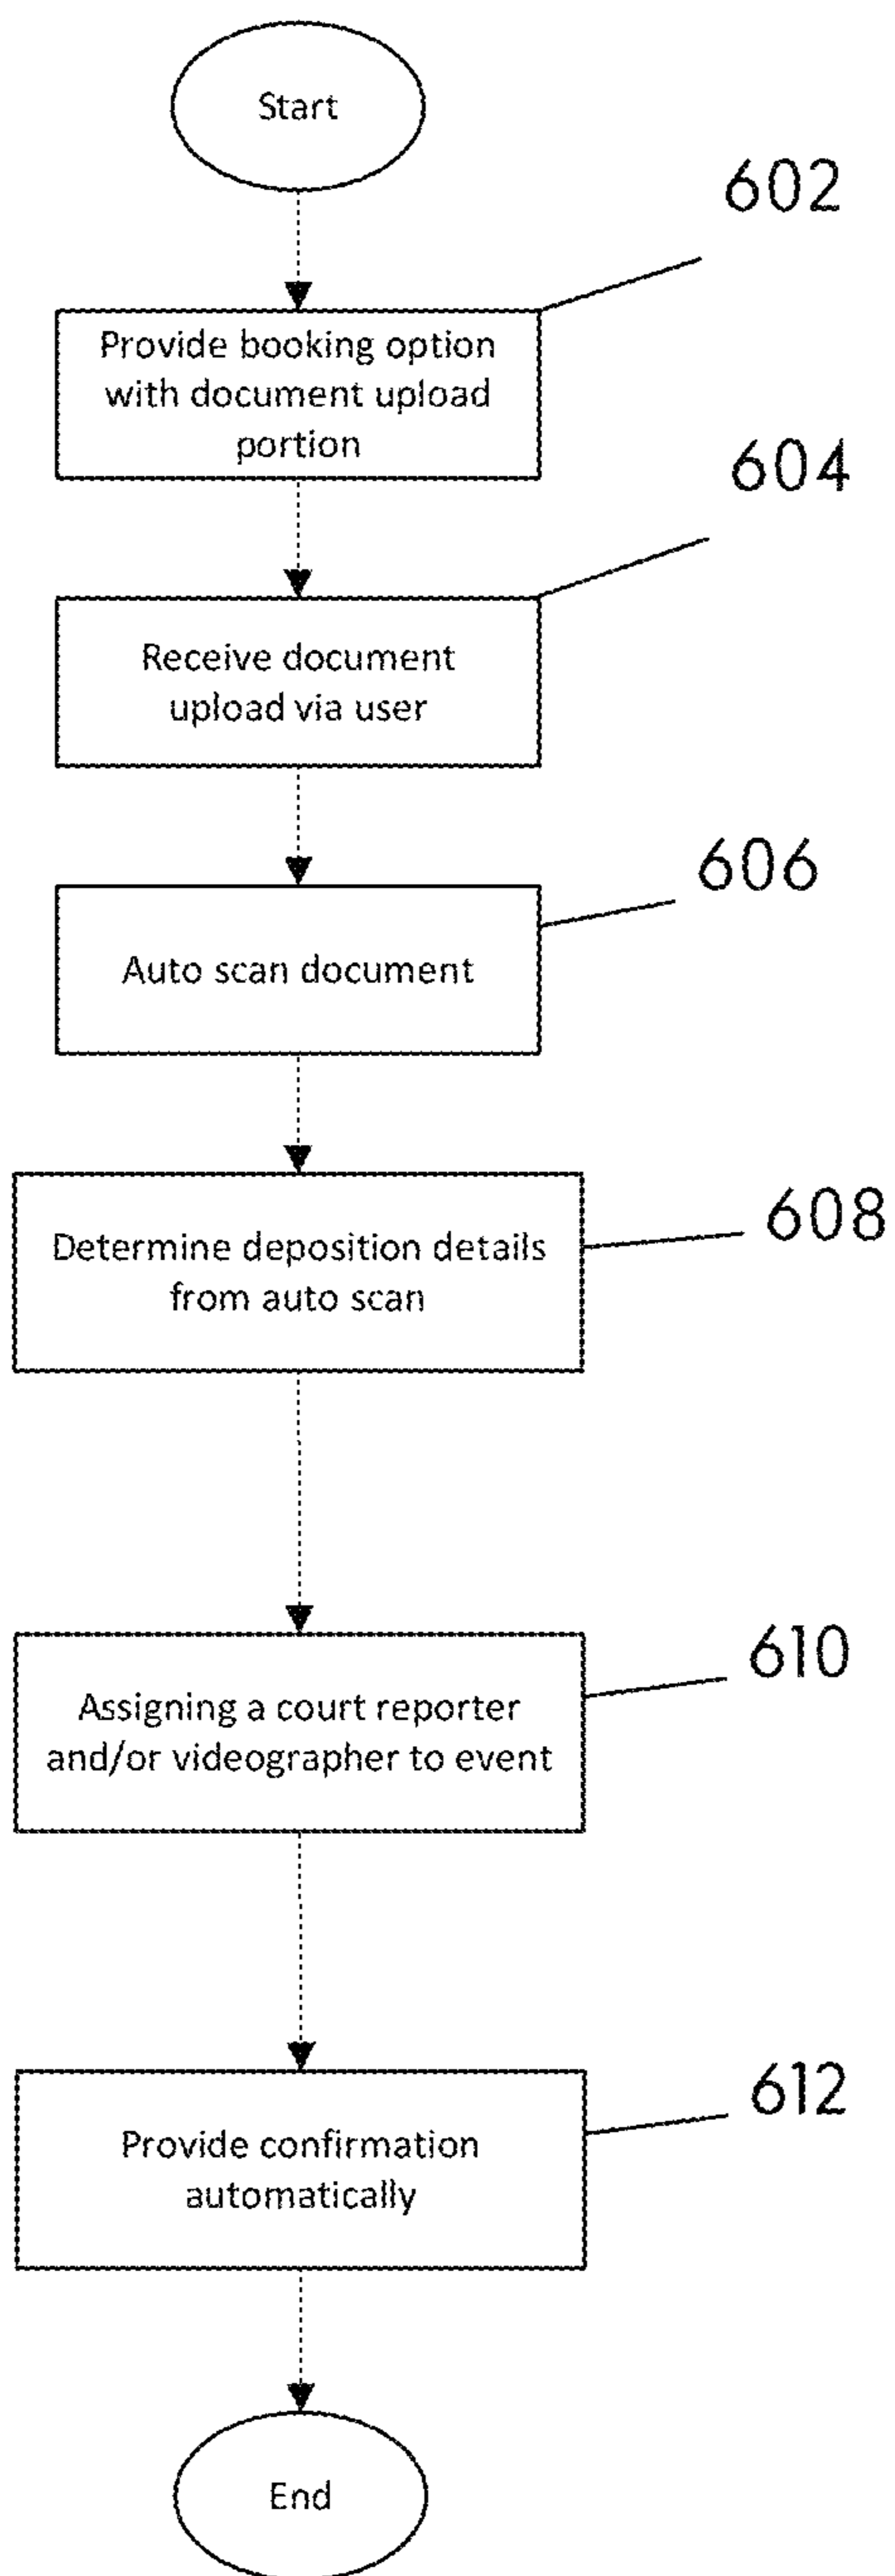 Start
602
Provide booking option
with document upload
portion
604
Receive document
upload via user
606
Auto scan document
608
Determine deposition details
from auto scan
610
Assigning a court reporter
and/or videographer to event
612
Provide confirmation
automatically
End